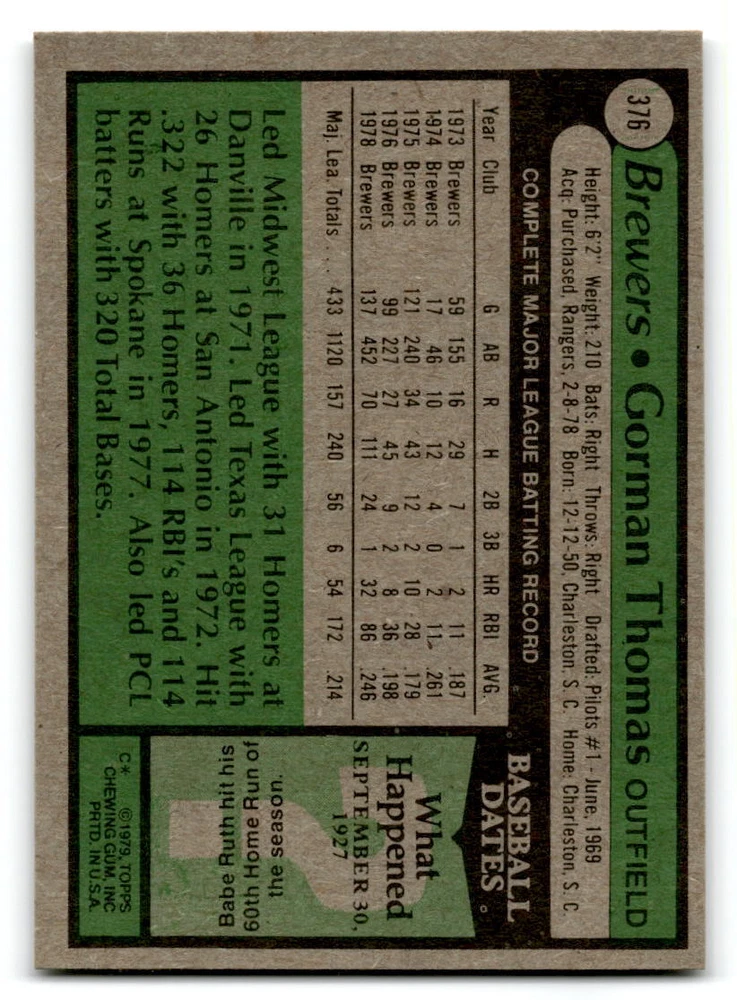 376
Brewers • Gorman Thomas OUTFIELD
Height: 6'2" Weight: 210 Bats: Right Throws: Right Drafted: Pilots #1 - June, 1969
Acq: Purchased, Rangers, 2-8-78 Born: 12-12-50, Charleston, S. C. Home: Charleston, S. C.
COMPLETE MAJOR LEAGUE BATTING RECORD
Year Club G AB R H 2B 3B HR RBI AVG.
1973 Brewers 59 155 16 29 7 1 2 11 .187
1974 Brewers 17 46 10 12 4 0 2 11 .261
1975 Brewers 121 240 34 43 12 2 10 28 .179
1976 Brewers 99 227 27 45 9 2 8 36 .198
1978 Brewers 137 452 70 111 24 1 32 86 .246
Maj. Lea. Totals . . . 433 1120 157 240 56 6 54 172 .214
Led Midwest League with 31 Homers at
Danville in 1971. Led Texas League with
26 Homers at San Antonio in 1972. Hit
.322 with 36 Homers, 114 RBI's and 114
Runs at Spokane in 1977. Also led PCL
batters with 320 Total Bases.
BASEBALL
DATES
What
Happened
SEPTEMBER 30,
1927
Babe Ruth hit his
60th Home Run of
the season.
C* ©1979, TOPPS
CHEWING GUM, INC
PRTD. IN U.S.A.